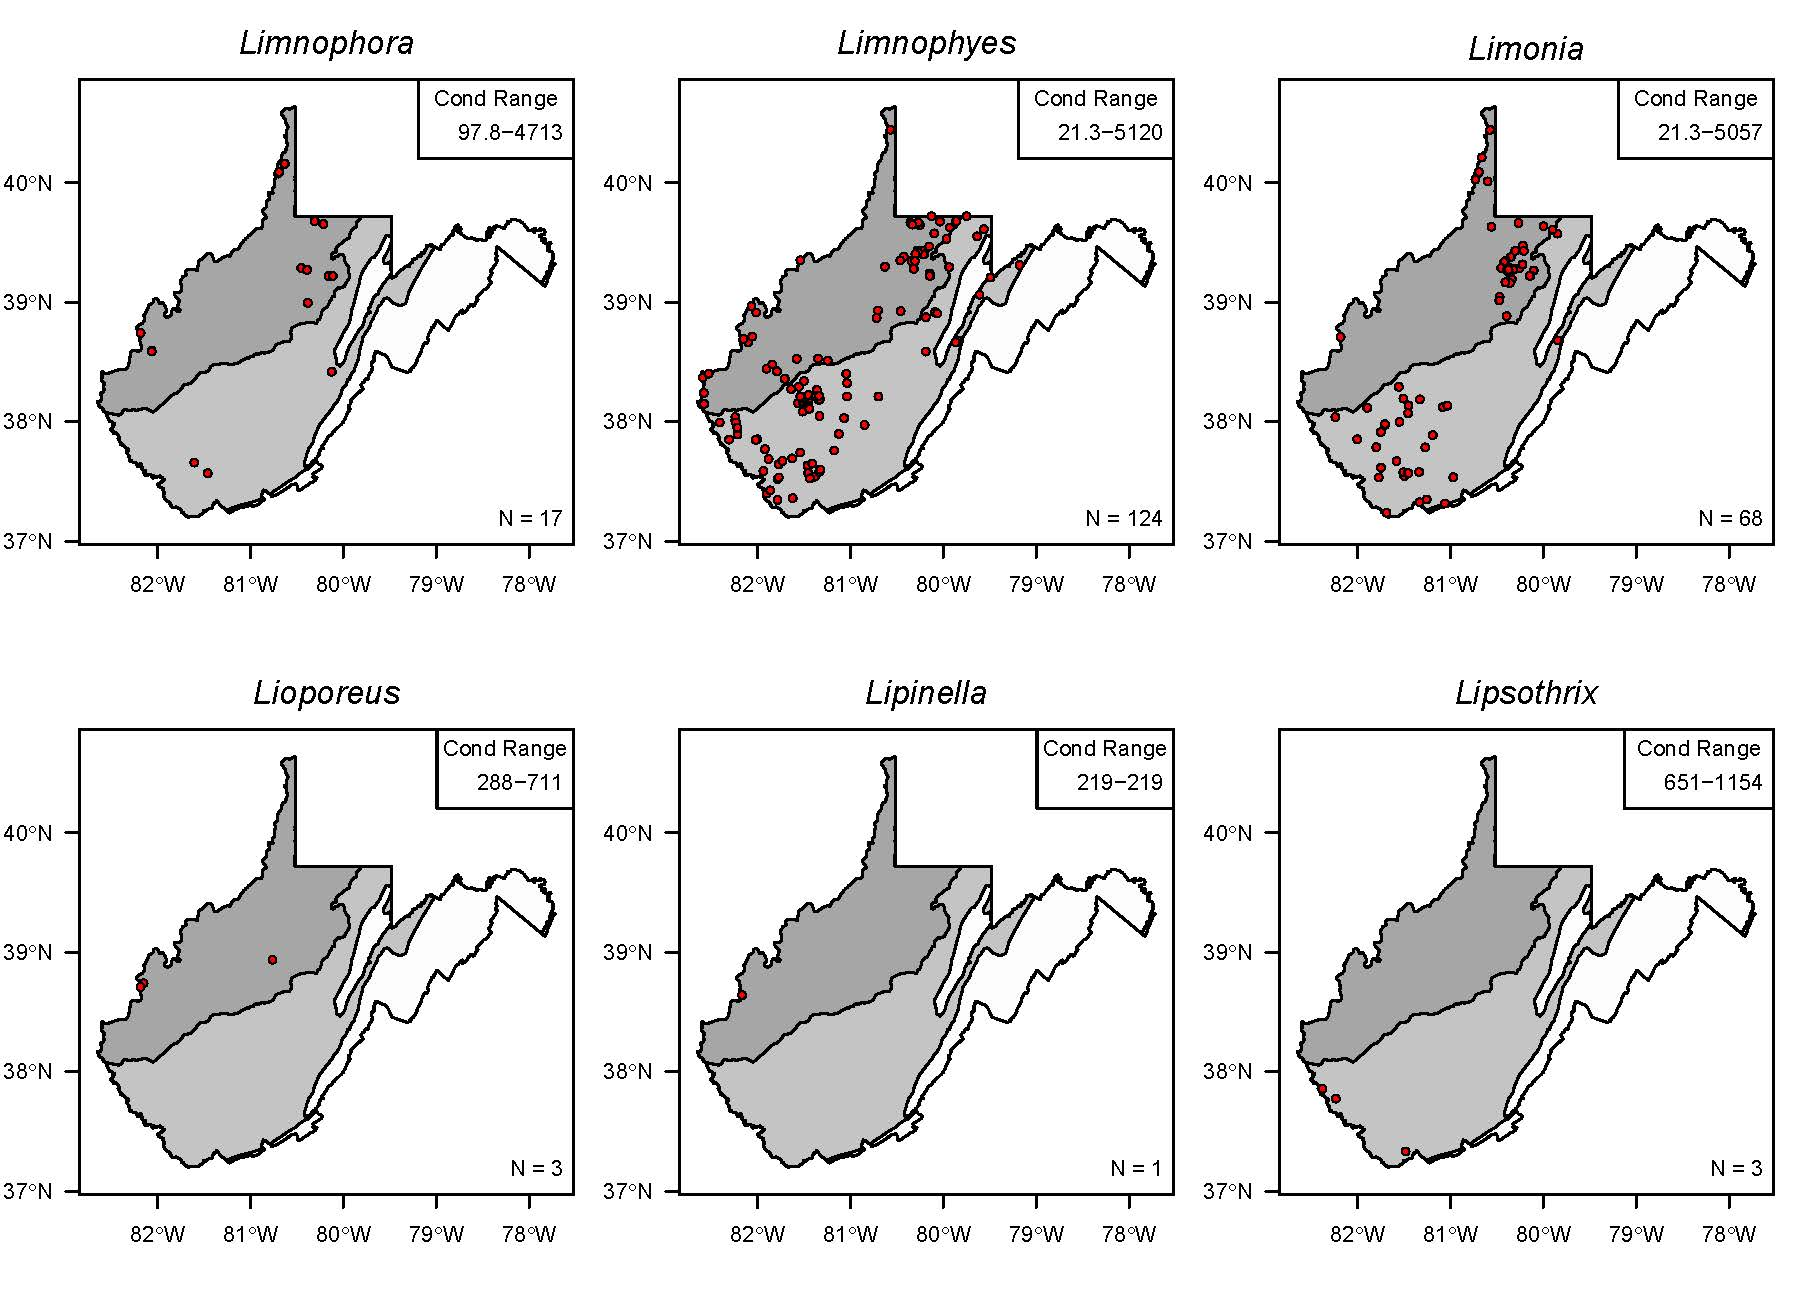 Limnophora
Limnophyes
Limonia
Cond Range
97.8−4713
Cond Range
21.3−5120
Cond Range
21.3−5057
40°N
39°N
38°N
37°N
40°N
39°N
38°N
37°N
40°N
39°N
38°N
37°N
N = 17
N = 124
N = 68
82°W 81°W 80°W 79°W 78°W
82°W 81°W 80°W 79°W 78°W
82°W 81°W 80°W 79°W 78°W
Lioporeus
Lipinella
Lipsothrix
Cond Range
288−711
Cond Range
219−219
Cond Range
651−1154
40°N
39°N
38°N
37°N
40°N
39°N
38°N
37°N
40°N
39°N
38°N
37°N
N = 3
N = 1
N = 3
82°W 81°W 80°W 79°W 78°W
82°W 81°W 80°W 79°W 78°W
82°W 81°W 80°W 79°W 78°W